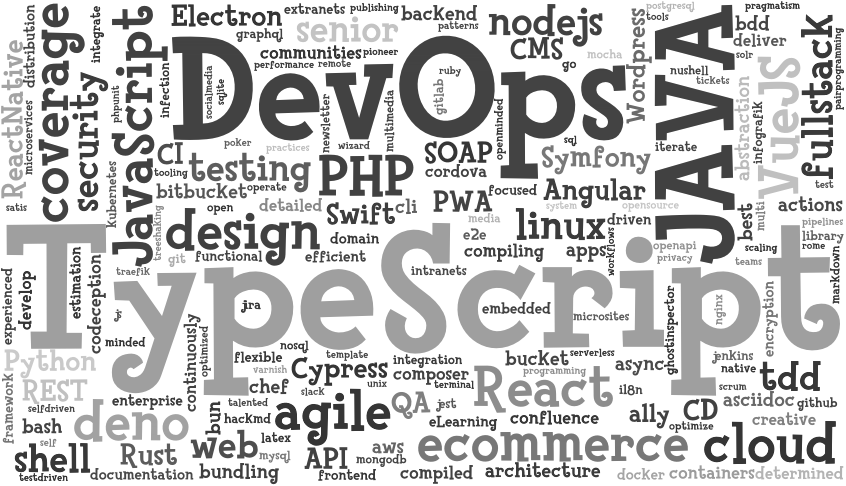 Electron
extranets
publishing
backend
patterns
nodejs
postgresql
tools
pragmatism
graphql
senior
CMS
bdd
deliver
communities
pioneer
go
mocha
Wordpress
solr
performance
remote
distribution
integrate
ReactNative
microservices
coverage
security
JavaScript
phpunit
infection
DevOps
socialmedia
sqlite
gitlab
ruby
newsletter
multimedia
openminded
JAVA
nushell
tickets
abstraction
infografik
VueJS
fullstack
pairprogramming
poker
practices
wizard
SOAP
sql
iterate
CI
tooling
testing
PHP
cordova
Symfony
test
kubernetes
bitbucket
operate
focused
Angular
satis
open
detailed
Swift
cli
PWA
media
system
opensource
best
multi
actions
treeshaking
design
domain
e2e
linux
driven
pipelines
library
rome
git
functional
efficient
compiling
apps
workflows
openapi
privacy
scaling
teams
markdown
experienced
develop
estimation
codeception
traefik
intranets
TypeScript
jira
embedded
microsites
ghostinspector
nginx
encryption
js
minded
continuously
optimized
nosql
flexible
template
integration
bucket
serverless
async
jenkins
native
Python
varnish
Cypress
composer
programming
tdd
framework
REST
chef
unix
terminal
React
i18n
scrum
enterprise
slack
selfdriven
talented
QA
jest
asciidoc
github
deno
bun
hackmd
agile
eLearning
confluence
ally
CD
optimize
creative
bash
self
latex
web
mysql
aws
ecommerce
cloud
shell
Rust
API
mongodb
testdriven
documentation
bundling
frontend
compiled
architecture
docker
containers
determined